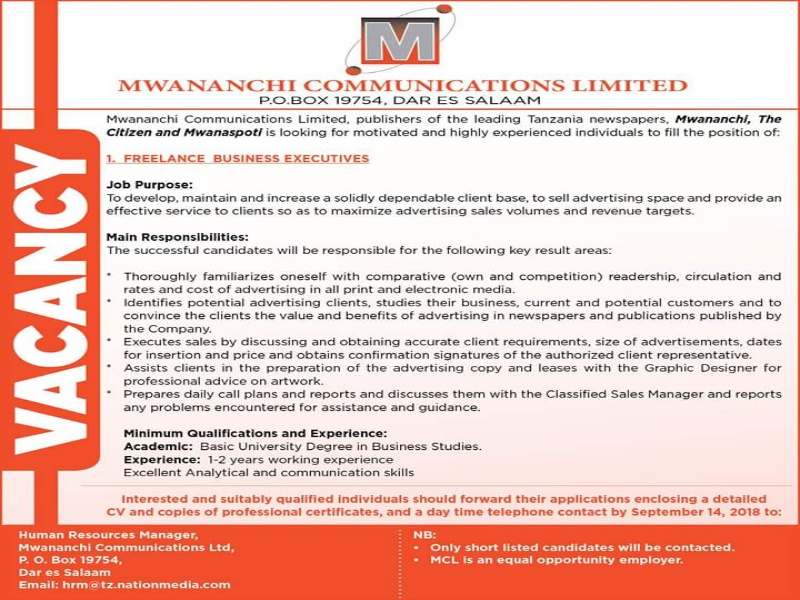 M
MWANANCHI COMMUNICATIONS LIMITED
P.O.BOX 19754, DAR ES SALAAM
VACANCY
Mwananchi Communications Limited, publishers of the leading Tanzania newspapers, Mwananchi, The
Citizen and Mwanaspoti is looking for motivated and highly experienced individuals to fill the position of:
1. FREELANCE BUSINESS EXECUTIVES
Job Purpose:
To develop, maintain and increase a solidly dependable client base, to sell advertising space and provide an
effective service to clients so as to maximize advertising sales volumes and revenue targets.
Main Responsibilities:
The successful candidates will be responsible for the following key result areas:
* Thoroughly familiarizes oneself with comparative (own and competition) readership, circulation and
rates and cost of advertising in all print and electronic media.
* Identifies potential advertising clients, studies their business, current and potential customers and to
convince the clients the value and benefits of advertising in newspapers and publications published by
the Company.
* Executes sales by discussing and obtaining accurate client requirements, size of advertisements, dates
for insertion and price and obtains confirmation signatures of the authorized client representative.
* Assists clients in the preparation of the advertising copy and leases with the Graphic Designer for
professional advice on artwork.
* Prepares daily call plans and reports and discusses them with the Classified Sales Manager and reports
any problems encountered for assistance and guidance.
Minimum Qualifications and Experience:
Academic: Basic University Degree in Business Studies.
Experience: 1-2 years working experience
Excellent Analytical and communication skills
Interested and suitably qualified individuals should forward their applications enclosing a detailed
CV and copies of professional certificates, and a day time telephone contact by September 14, 2018 to:
Human Resources Manager,
Mwananchi Communications Ltd,
P. O. Box 19754,
Dar es Salaam
Email: hrm@tz.nationmedia.com
NB:
• Only short listed candidates will be contacted.
• MCL is an equal opportunity employer.